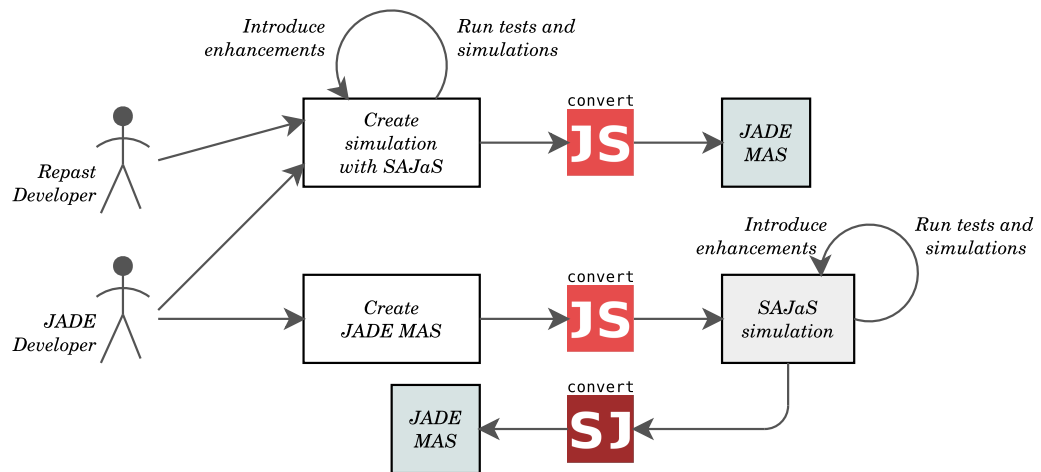 Introduce
enhancements
Run tests and
simulations
convert
Create
simulation
with SAJaS
JS
JADE
MAS
Repast
Developer
Introduce
enhancements
Run tests and
simulations
convert
JADE
Developer
Create
JADE MAS
JS
SAJaS
simulation
convert
JADE
MAS
SJ